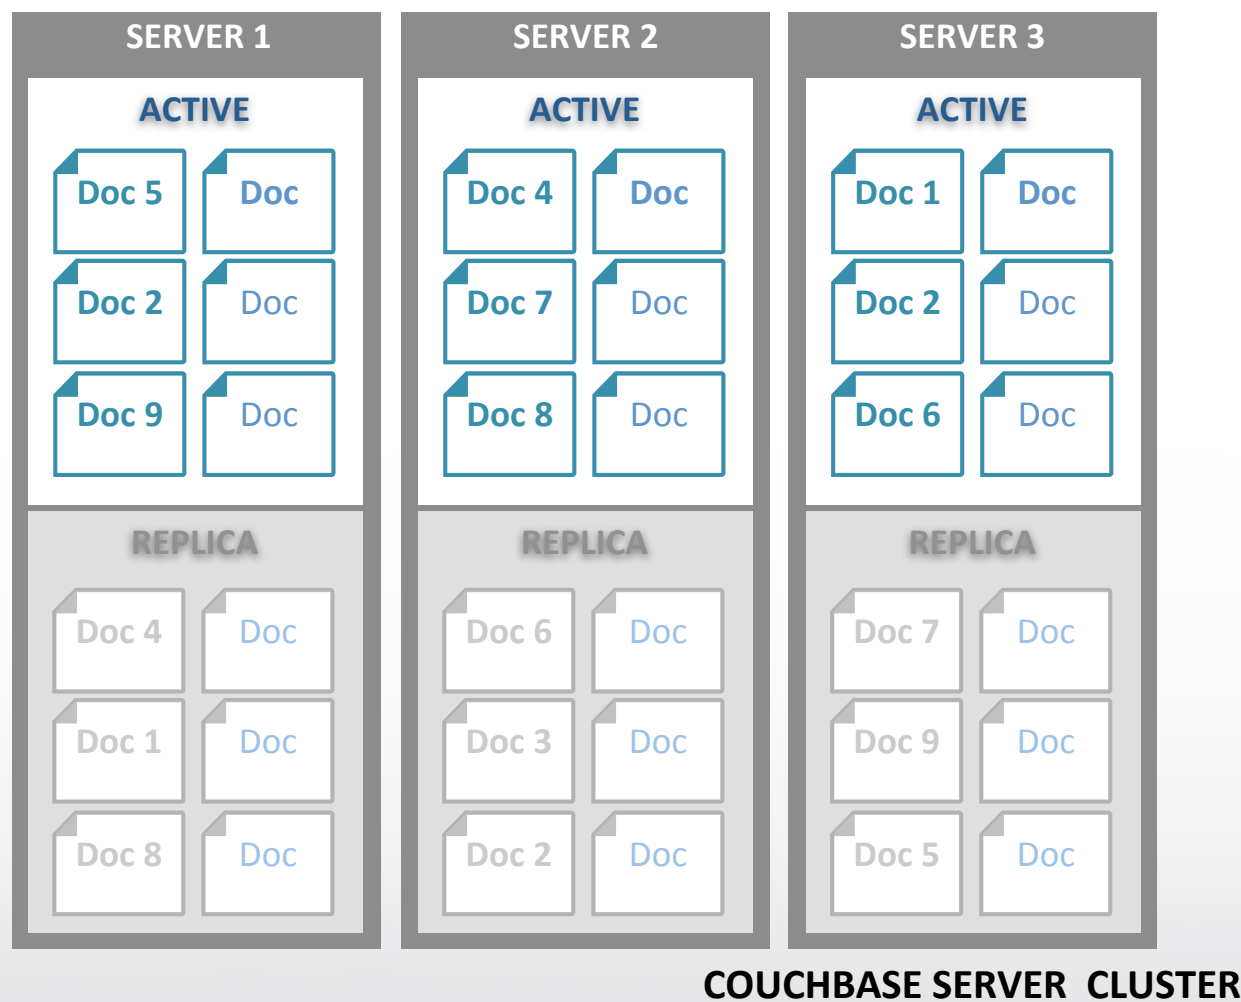 SERVER 1
ACTIVE
Doc 5 Doc
Doc 2 Doc
Doc 9 Doc
REPLICA
Doc 4 Doc
Doc 1 Doc
Doc 8 Doc
SERVER 2
ACTIVE
Doc 4 Doc
Doc 7 Doc
Doc 8 Doc
REPLICA
Doc 6 Doc
Doc 3 Doc
Doc 2 Doc
SERVER 3
ACTIVE
Doc 1 Doc
Doc 2 Doc
Doc 6 Doc
REPLICA
Doc 7 Doc
Doc 9 Doc
Doc 5 Doc
COUCHBASE SERVER CLUSTER